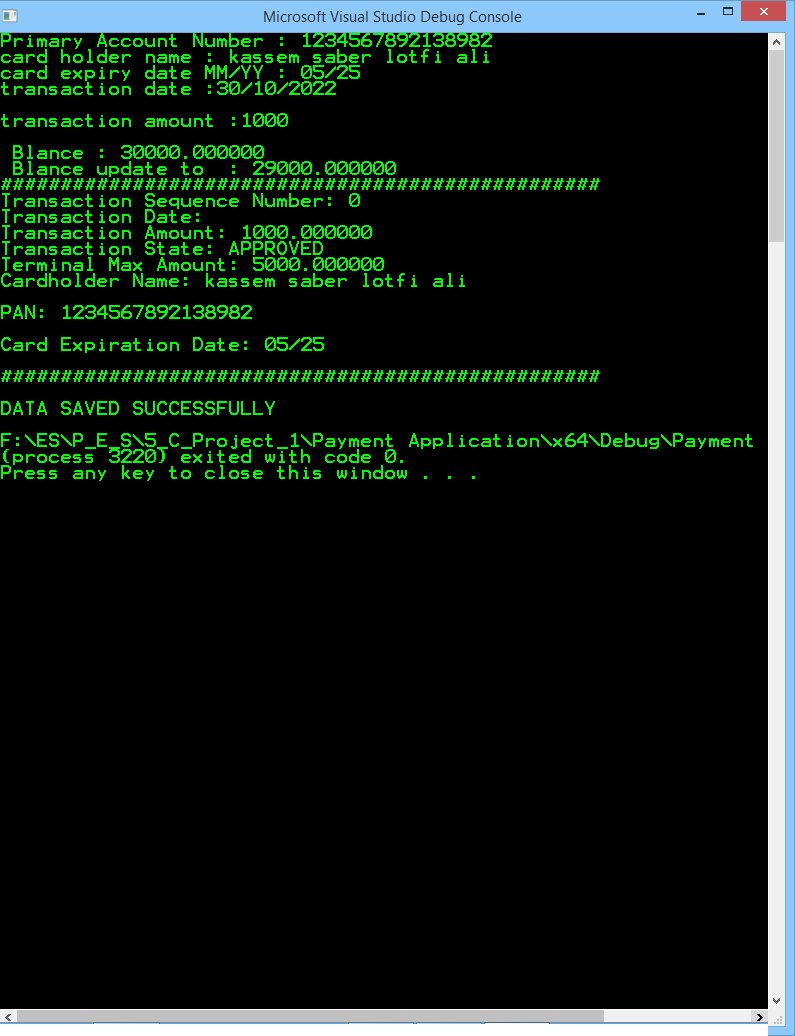 Microsoft Visual Studio Debug Console
Primary Account Number : 1234567892138982
card holder name : kassem saber lotfi ali
card expiry date MM/YY : 05/25
transaction date :30/10/2022
transaction amount :1000
Blance : 30000.000000
Blance update to  : 29000.000000
##################################################
Transaction Sequence Number: 0
Transaction Date:
Transaction Amount: 1000.000000
Transaction State: APPROVED
Terminal Max Amount: 5000.000000
Cardholder Name: kassem saber lotfi ali
PAN: 1234567892138982
Card Expiration Date: 05/25
##################################################
DATA SAVED SUCCESSFULLY
F:\ES\P_E_S\5_C_Project_1\Payment Application\x64\Debug\Payment
(process 3220) exited with code 0.
Press any key to close this window . . .